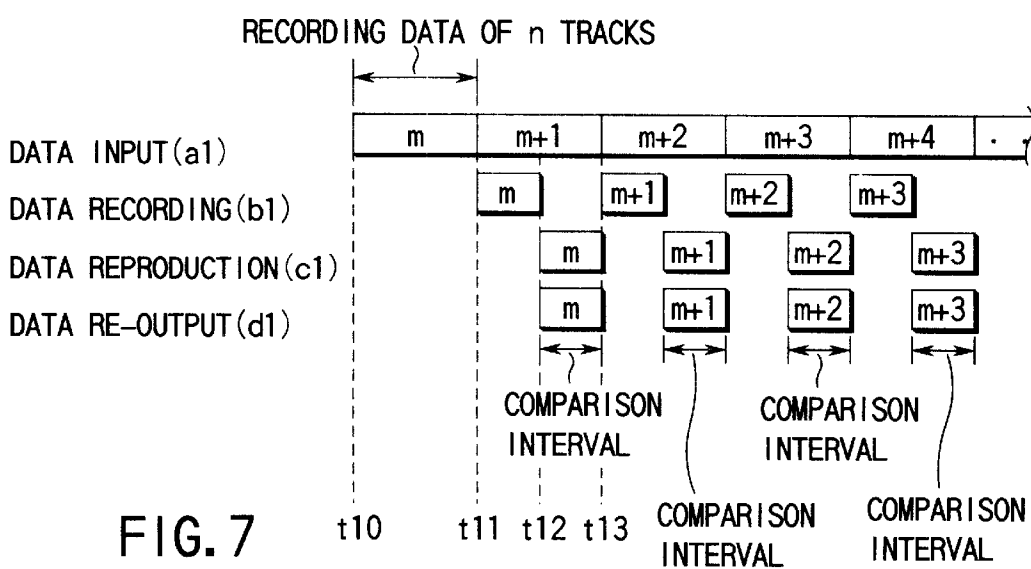 RECORDING DATA OF n TRACKS
DATA INPUT(a1) m m+1 m+2 m+3 m+4 . .
DATA RECORDING(b1) m m+1 m+2 m+3
DATA REPRODUCTION(c1) m m+1 m+2 m+3
DATA RE-OUTPUT(d1) m m+1 m+2 m+3
COMPARISON INTERVAL
COMPARISON INTERVAL
COMPARISON INTERVAL
COMPARISON INTERVAL
t10 t11 t12 t13
FIG. 7